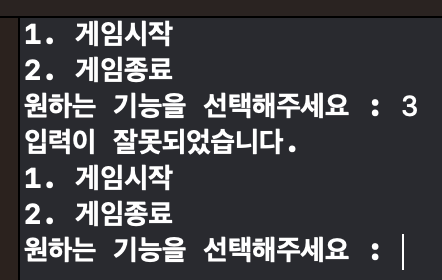 1. 게임시작
2. 게임종료
원하는 기능을 선택해주세요 : 3
입력이 잘못되었습니다.
1. 게임시작
2. 게임종료
원하는 기능을 선택해주세요 :